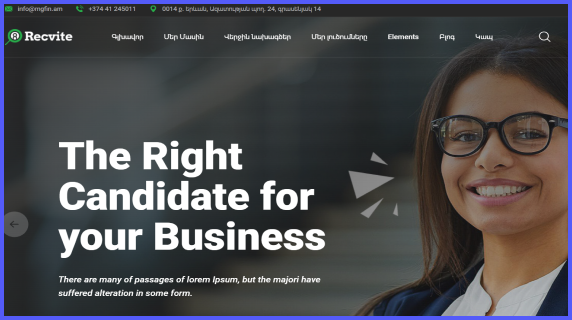 info@mgfin.am
+374 41 245011
0014 ք. Երևան, Ազատության պող. 24, գրասենյակ 14
Recvite
Գլխավոր
Մեր Մասին
Վերջին նախագծեր
Մեր լուծումները
Elements
Բլոգ
Կապ
The Right
Candidate for
your Business
There are many of passages of lorem Ipsum, but the majori have
suffered alteration in some form.